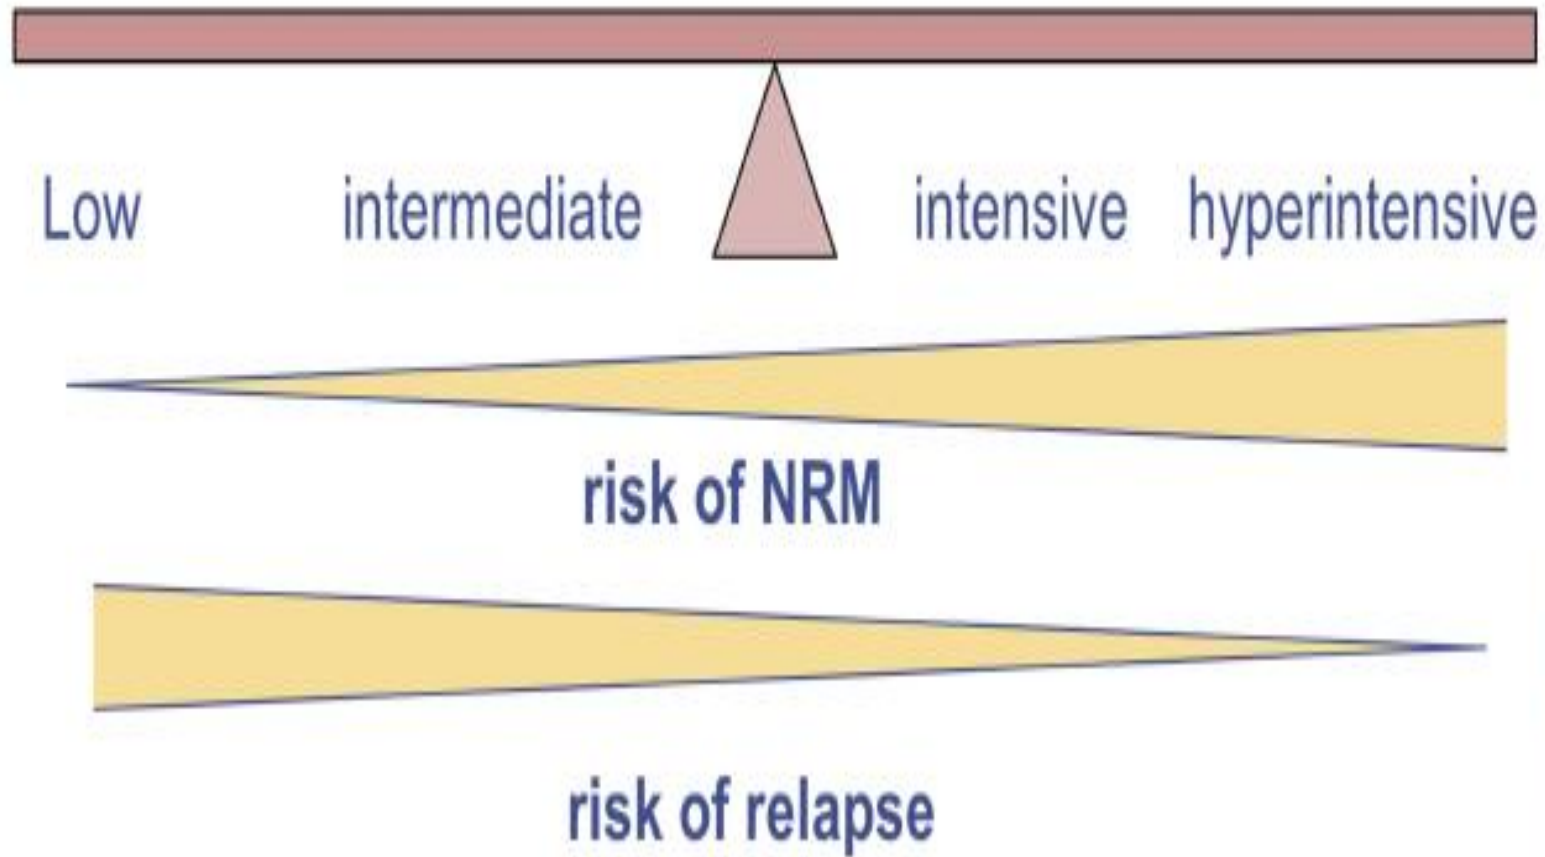 Low intermediate intensive hyperintensive
risk of NRM
risk of relapse